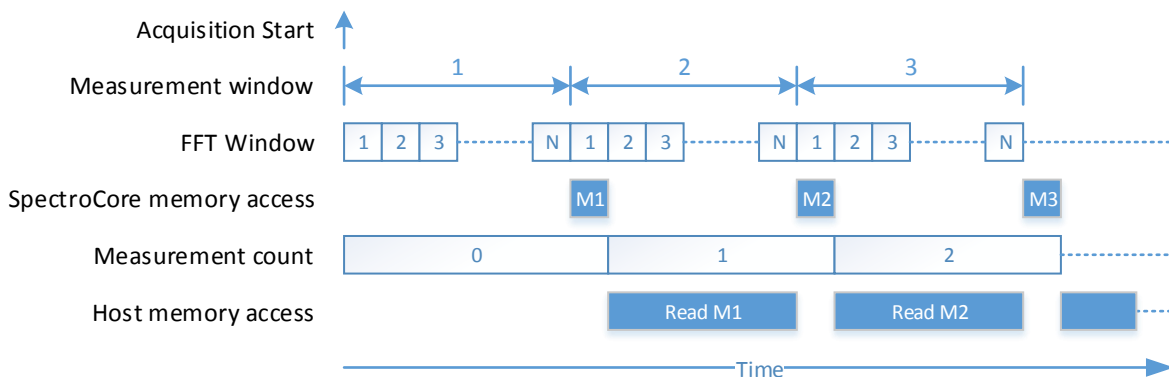 Acquisition Start
Measurement window 1 2 3
FFT Window 1 2 3 N 1 2 3 N 1 2 3 N
SpectroCore memory access M1 M2 M3
Measurement count 0 1 2
Host memory access Read M1 Read M2
Time